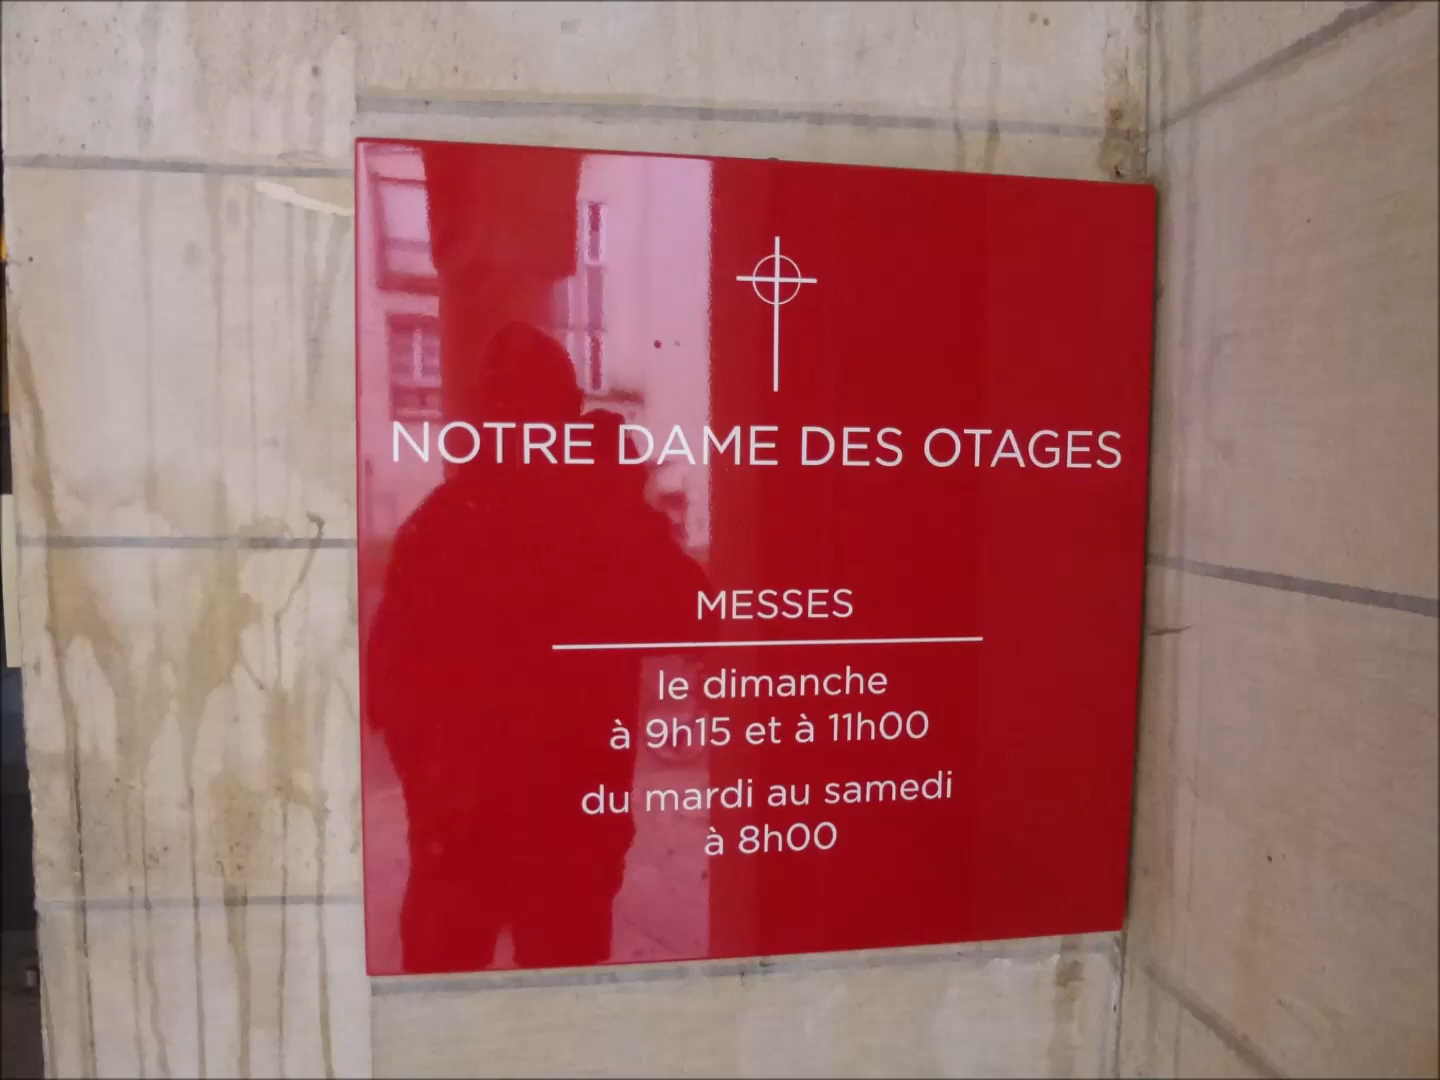 NOTRE DAME DES OTAGES
MESSES
le dimanche
à 9h15 et à 11h00
du mardi au samedi
à 8h00